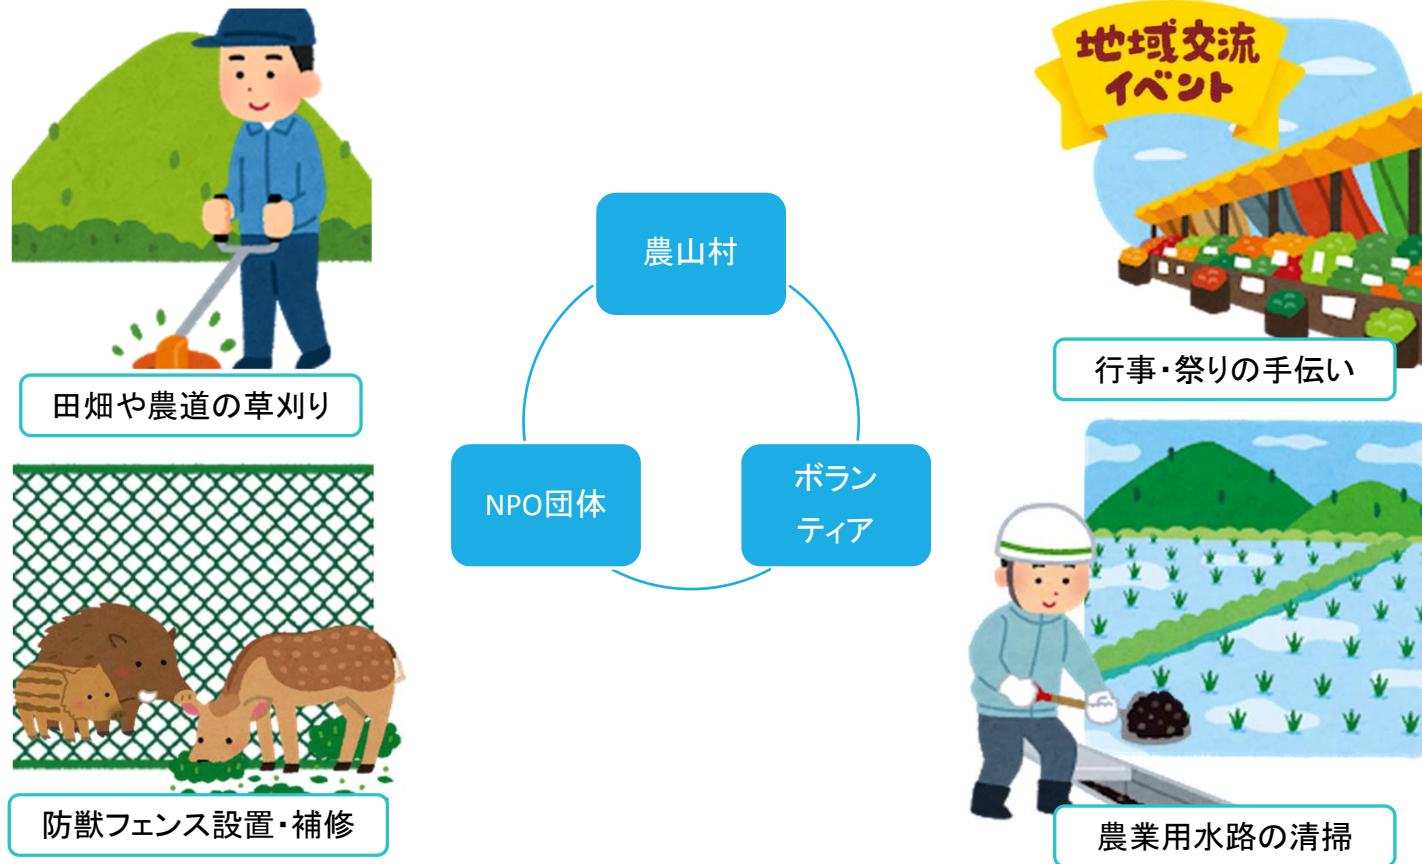 地域交流
イベント
農山村
行事・祭りの手伝い
田畑や農道の草刈り
NPO団体
ボラン
ティア
防獣フェンス設置・補修
農業用水路の清掃